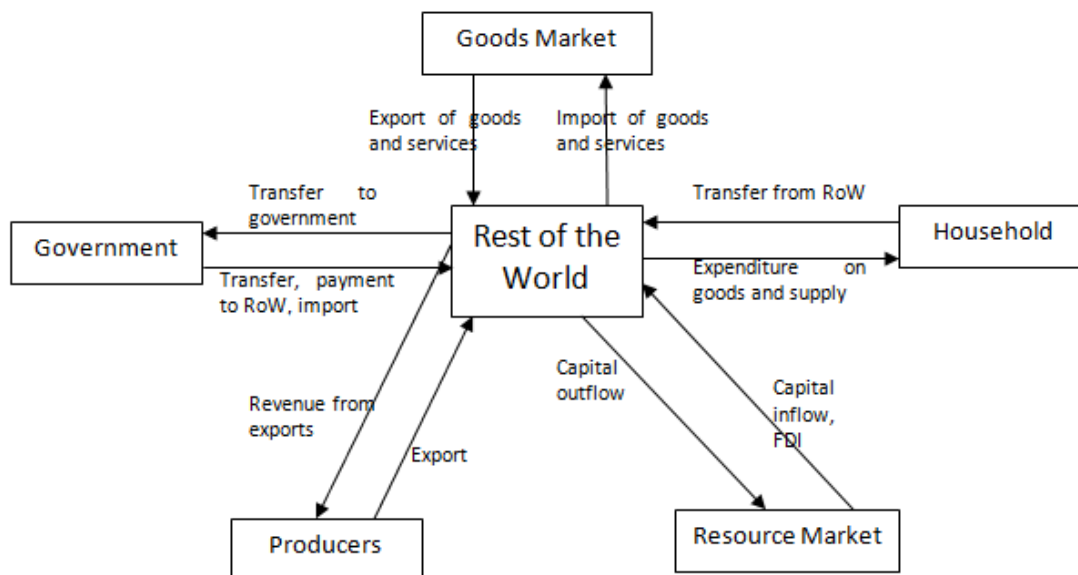 Goods Market
Export of goods
and services
Import of goods
and services
Transfer to
government
Transfer from RoW
Government
Rest of the
World
Household
Transfer, payment
to RoW, import
Expenditure on
goods and supply
Capital
outflow
Capital
inflow,
FDI
Revenue from
exports
Export
Producers
Resource Market